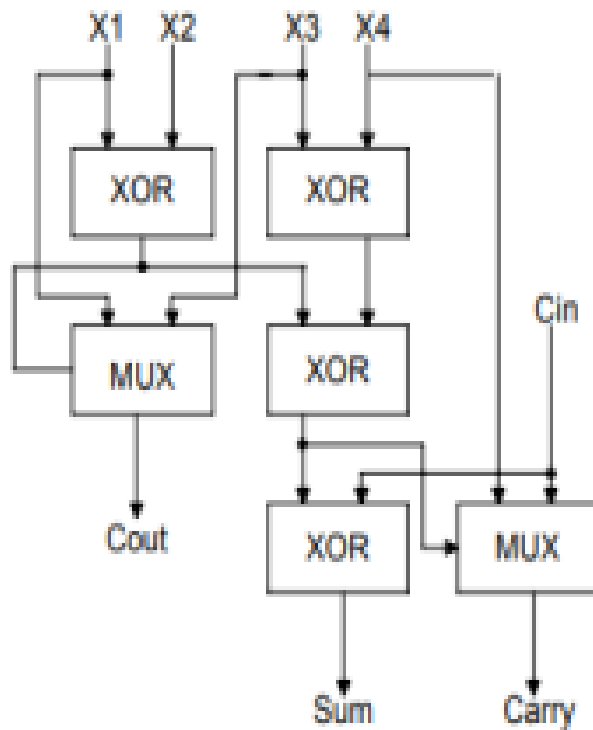 X1 X2 X3 X4
XOR XOR
Cin
MUX XOR
Cout XOR MUX
Sum Carry